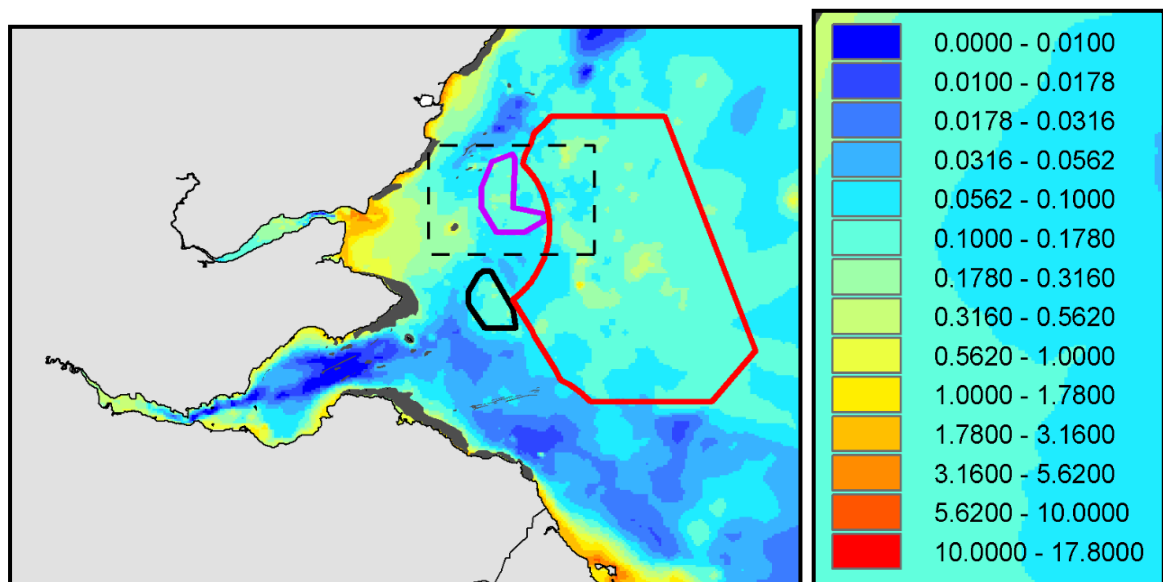 0.0000 - 0.0100
0.0100 - 0.0178
0.0178 - 0.0316
0.0316 - 0.0562
0.0562 - 0.1000
0.1000 - 0.1780
0.1780 - 0.3160
0.3160 - 0.5620
0.5620 - 1.0000
1.0000 - 1.7800
1.7800 - 3.1600
3.1600 - 5.6200
5.6200 - 10.0000
10.0000 - 17.8000